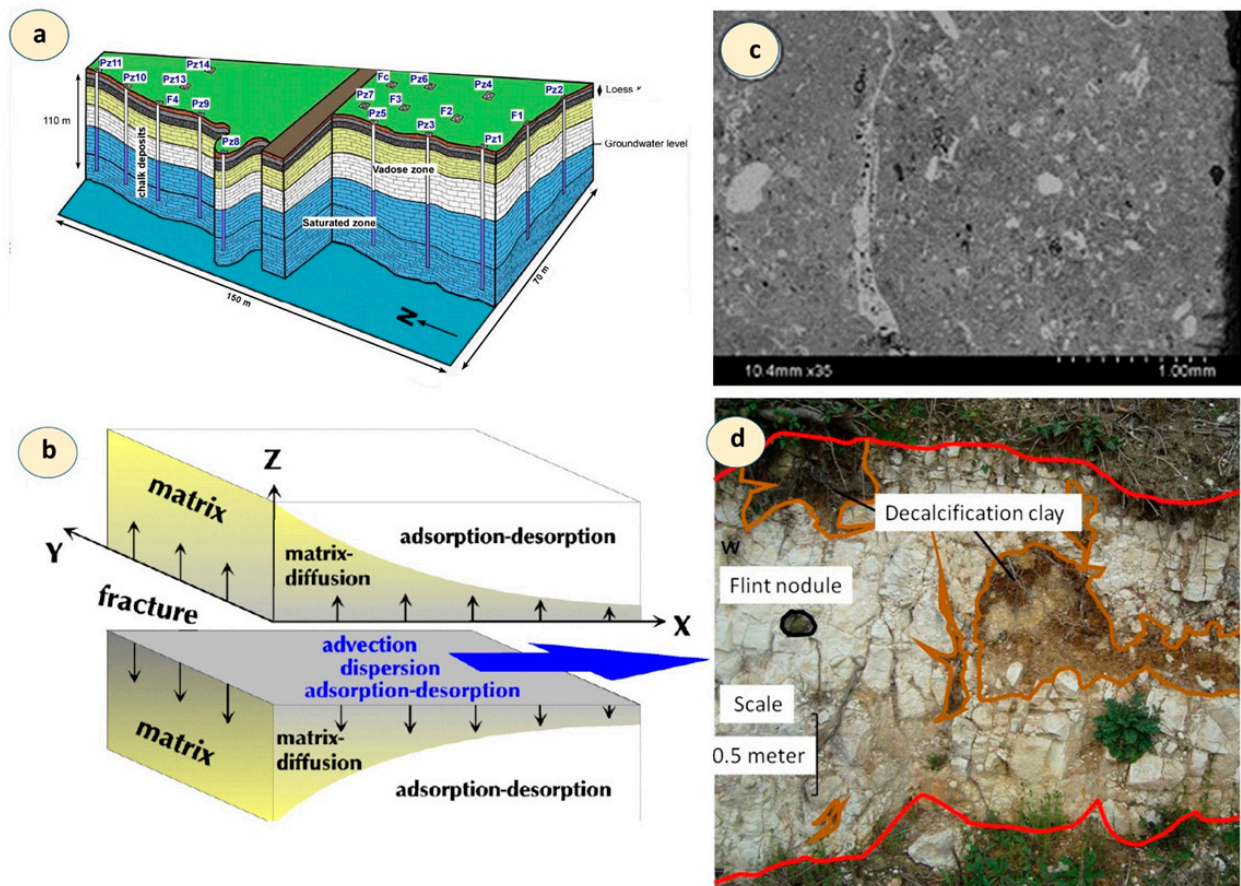 a
Pz11
Pz14
Pz10
Pz13
F4
Pz9
Pz8
Fc
Pz6
Pz7
F3
Pz4
Pz2
Pz5
F2
F1
Pz3
Pz1
Loess
110 m
Groundwater level
chalk deposits
Vadose zone
Saturated zone
150 m
70 m
N
b
Z
matrix
Y
adsorption-desorption
matrix-
diffusion
fracture
X
advection
dispersion
adsorption-desorption
matrix
matrix-
diffusion
adsorption-desorption
c
10.4mm x35
1.00mm
d
Decalcification clay
W
Flint nodule
Scale
0.5 meter